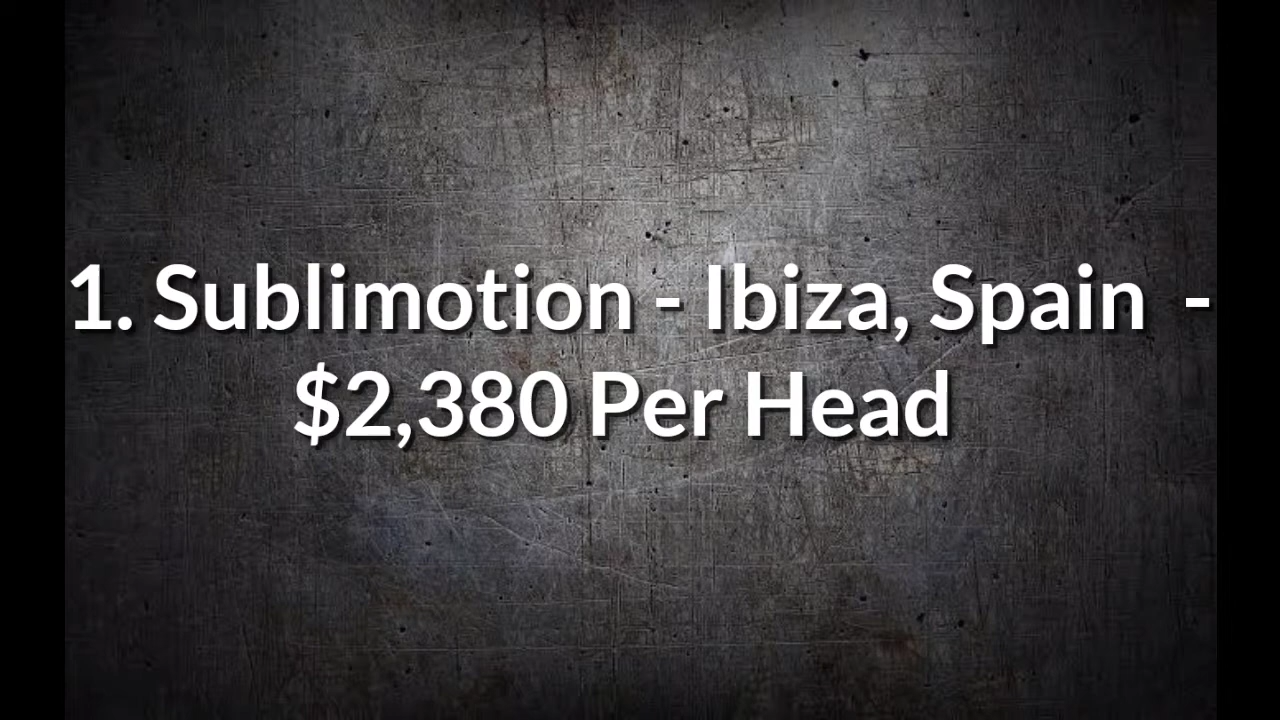 1. Sublimotion - Ibiza, Spain  -
$2,380 Per Head